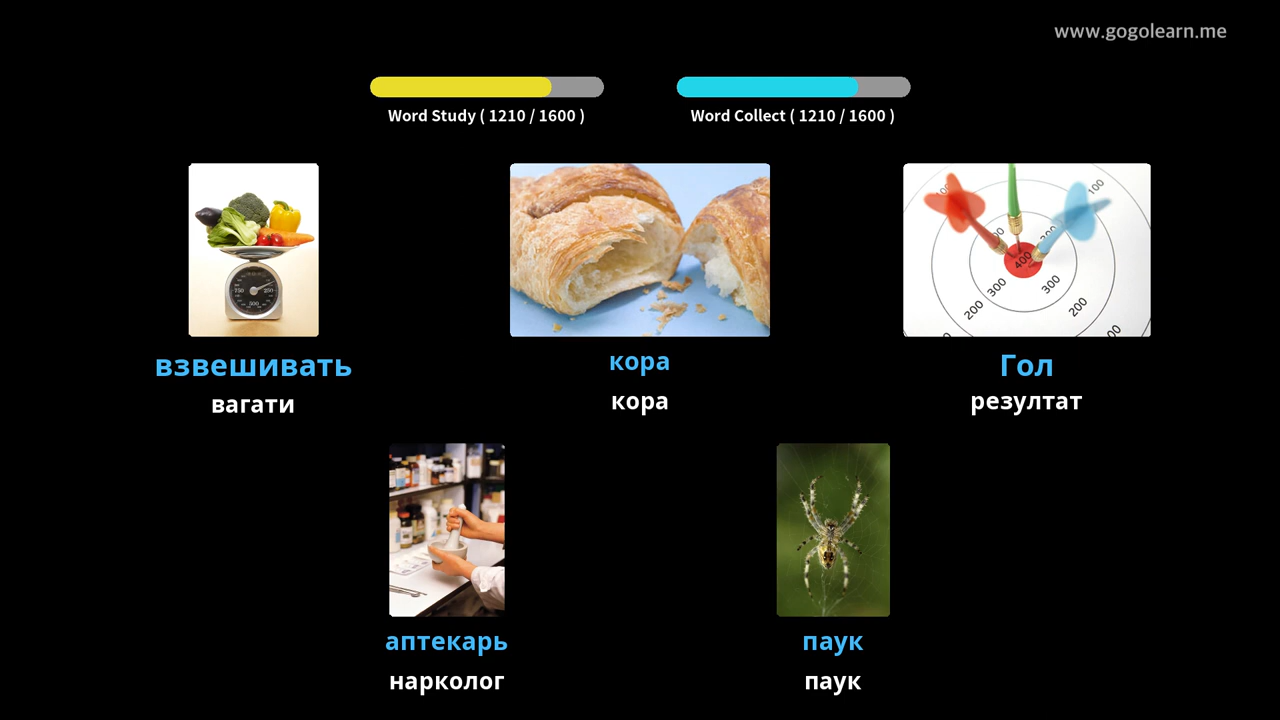 www.gogolearn.me
Word Study ( 1210 / 1600 )
Word Collect ( 1210 / 1600 )
взвешивать
вагати
кора
кора
Гол
резултат
аптекарь
нарколог
паук
паук